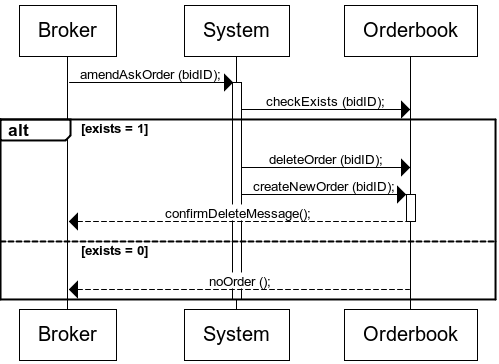 Broker System Orderbook
amendAskOrder (bidID);
checkExists (bidID);
alt [exists = 1]
deleteOrder (bidID);
createNewOrder (bidID);
confirmDeleteMessage();
[exists = 0]
noOrder ();
Broker System Orderbook